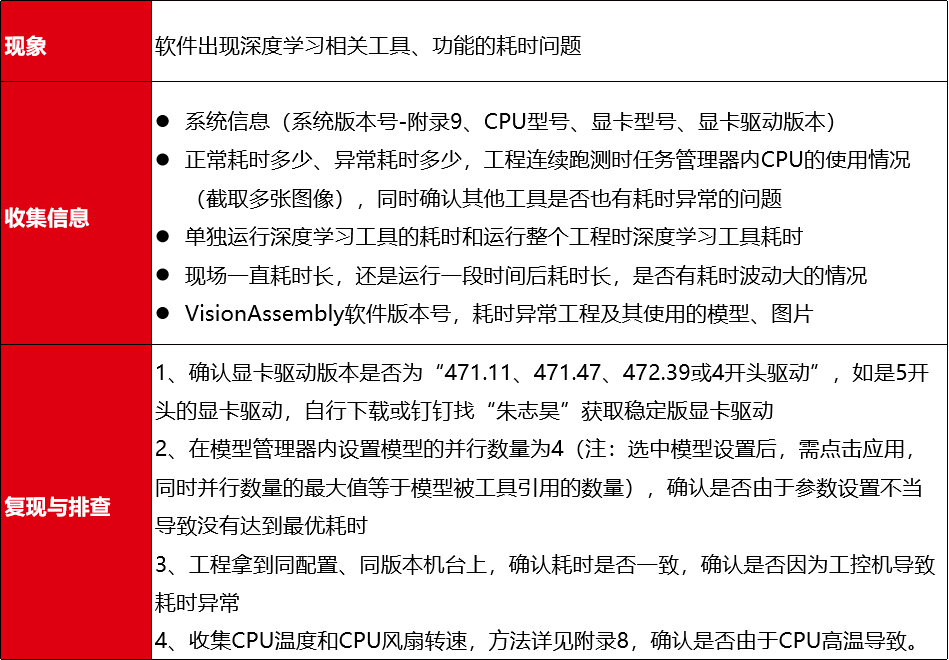 现象
软件出现深度学习相关工具、功能的耗时问题
收集信息
● 系统信息（系统版本号-附录9、CPU型号、显卡型号、显卡驱动版本）
● 正常耗时多少、异常耗时多少，工程连续跑测时任务管理器内CPU的使用情况
（截取多张图像），同时确认其他工具是否也有耗时异常的问题
● 单独运行深度学习工具的耗时和运行整个工程时深度学习工具耗时
● 现场一直耗时长，还是运行一段时间后耗时长，是否有耗时波动大的情况
● VisionAssembly软件版本号，耗时异常工程及其使用的模型、图片
复现与排查
1、确认显卡驱动版本是否为“471.11、471.47、472.39或4开头驱动”，如是5开
头的显卡驱动，自行下载或钉钉找“朱志昊”获取稳定版显卡驱动
2、在模型管理器内设置模型的并行数量为4（注：选中模型设置后，需点击应用，
同时并行数量的最大值等于模型被工具引用的数量），确认是否由于参数设置不当
导致没有达到最优耗时
3、工程拿到同配置、同版本机台上，确认耗时是否一致，确认是否因为工控机导致
耗时异常
4、收集CPU温度和CPU风扇转速，方法详见附录8，确认是否由于CPU高温导致。